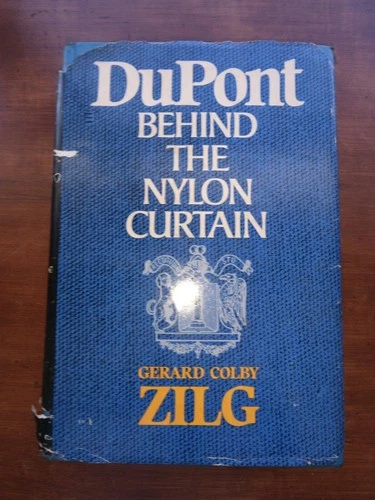 DuPont
BEHIND
THE
NYLON
CURTAIN
GERARD COLBY
ZILG